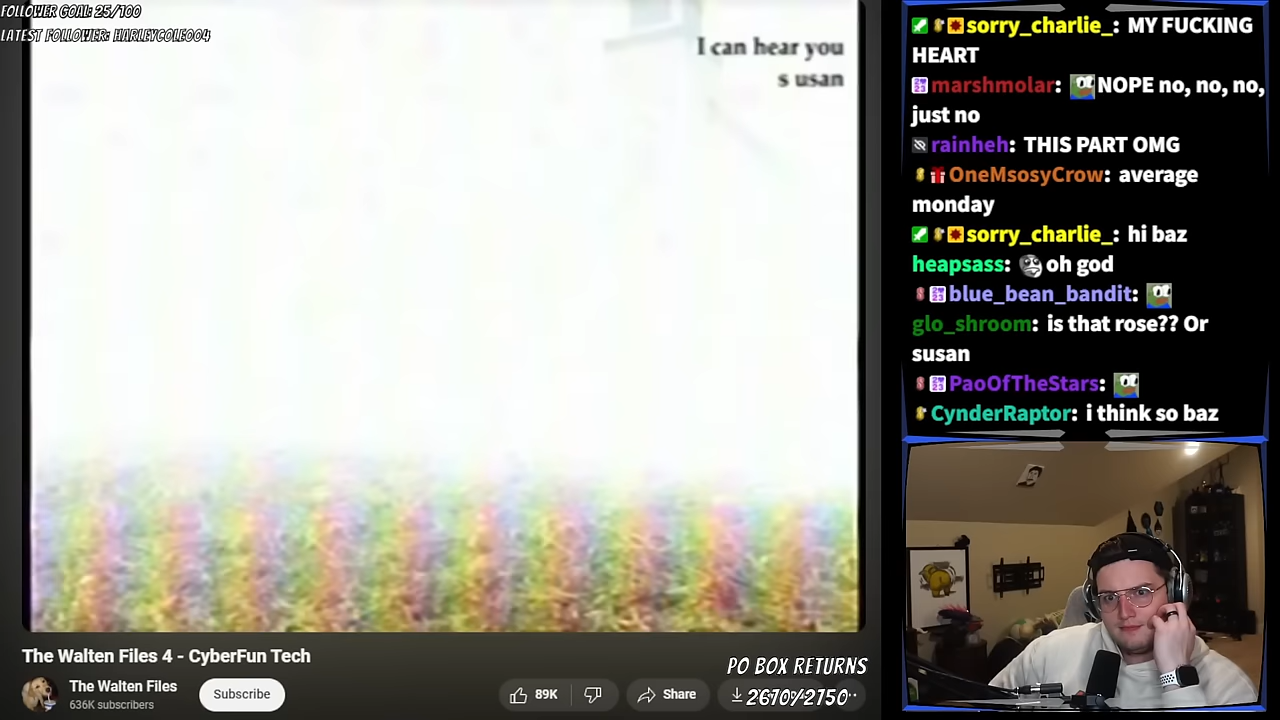 FOLLOWER GOAL: 25/100
LATEST FOLLOWER: HARLEYCOLE004
I can hear you
s usan
The Walten Files 4 - CyberFun Tech
The Walten Files
636K subscribers
Subscribe
89K
Share
PO BOX RETURNS
2670/2750
sorry_charlie_: MY FUCKING
HEART
marshmolar: NOPE no, no, no,
just no
rainheh: THIS PART OMG
OneMsosyCrow: average
monday
sorry_charlie_: hi baz
heapsass: oh god
blue_bean_bandit:
glo_shroom: is that rose?? Or
susan
PaoOfTheStars:
CynderRaptor: i think so baz